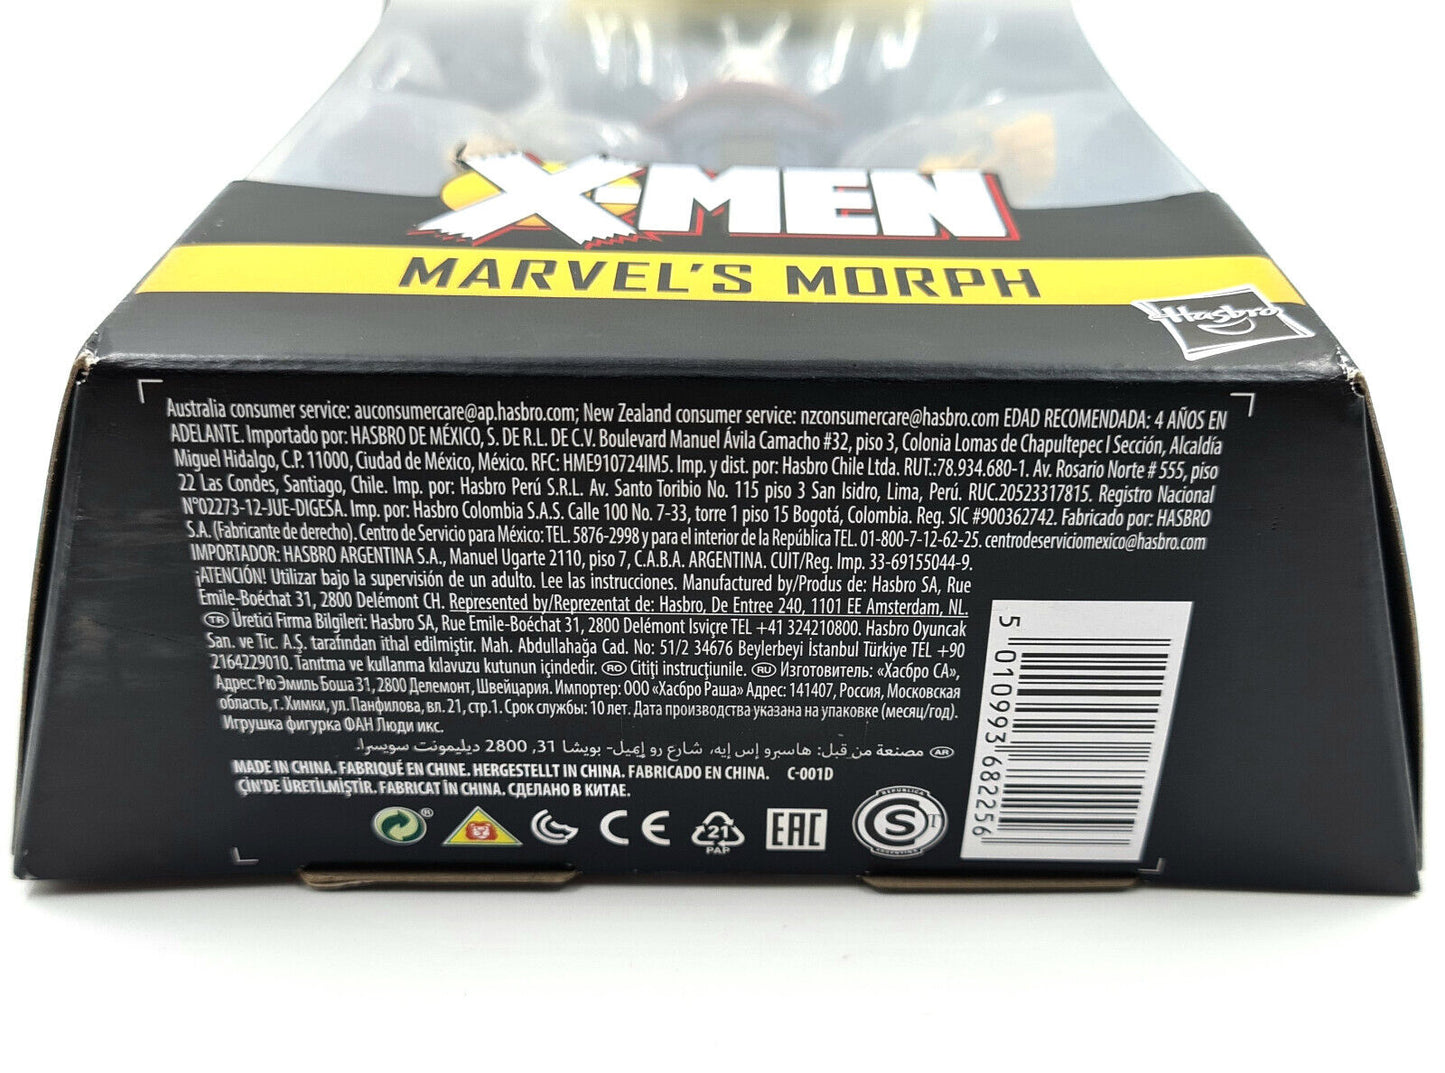 X-MEN
MARVEL'S MORPH
Hasbro
Australia consumer service: auconsumercare@ap.hasbro.com; New Zealand consumer service: nzconsumercare@hasbro.com EDAD RECOMENDADA: 4 AÑOS EN
ADELANTE. Importado por: HASBRO DE MÉXICO, S. DE R.L. DE C.V. Boulevard Manuel Ávila Camacho #32, piso 3, Colonia Lomas de Chapultepec I Sección, Alcaldía
Miguel Hidalgo, C.P. 11000, Ciudad de México, México. RFC: HME910724IM5. Imp. y dist. por: Hasbro Chile Ltda. RUT.:78.934.680-1. Av. Rosario Norte # 555, piso
22 Las Condes, Santiago, Chile. Imp. por: Hasbro Perú S.R.L. Av. Santo Toribio No. 115 piso 3 San Isidro, Lima, Perú. RUC.20523317815. Registro Nacional
N°02273-12-JUE-DIGESA. Imp. por: Hasbro Colombia S.A.S. Calle 100 No. 7-33, torre 1 piso 15 Bogotá, Colombia. Reg. SIC #900362742. Fabricado por: HASBRO
S.A. (Fabricante de derecho). Centro de Servicio para México: TEL. 5876-2998 y para el interior de la República TEL. 01-800-7-12-62-25. centrodeserviciomexico@hasbro.com
IMPORTADOR: HASBRO ARGENTINA S.A., Manuel Ugarte 2110, piso 7, C.A.B.A. ARGENTINA. CUIT/Reg. Imp. 33-69155044-9.
¡ATENCIÓN! Utilizar bajo la supervisión de un adulto. Lee las instrucciones. Manufactured by/Produs de: Hasbro SA, Rue
Emile-Boéchat 31, 2800 Delémont CH. Represented by/Reprezentat de: Hasbro, De Entree 240, 1101 EE Amsterdam, NL.
TR Üretici Firma Bilgileri: Hasbro SA, Rue Emile-Boéchat 31, 2800 Delémont Isviçre TEL +41 324210800. Hasbro Oyuncak
San. ve Tic. A.Ş. tarafından ithal edilmiştir. Mah. Abdullahağa Cad. No: 51/2 34676 Beylerbeyi İstanbul Türkiye TEL +90
2164229010. Tanıtma ve kullanma kılavuzu kutunun içindedir. RO Citiţi instrucţiunile. RU Изготовитель: «Хасбро СА»,
Адрес: Рю Эмиль Боша 31, 2800 Делемонт, Швейцария. Импортер: ООО «Хасбро Раша» Адрес: 141407, Россия, Московская
область, г. Химки, ул. Панфилова, вл. 21, стр.1. Срок службы: 10 лет. Дата производства указана на упаковке (месяц/год).
Игрушка фигурка ФАН Люди икс.
AR مصنعة من قبل: هاسبرو إس إيه، شارع رو إميل- بويشا 31, 2800 ديليمونت سويسرا.
MADE IN CHINA. FABRIQUÉ EN CHINE. HERGESTELLT IN CHINA. FABRICADO EN CHINA. C-001D
ÇİN'DE ÜRETİLMİŞTİR. FABRICAT ÎN CHINA. СДЕЛАНО В КИТАЕ.
CE
21
PAP
EAC
REPUBLICA
S
ARGENTINA
5 010993 682256